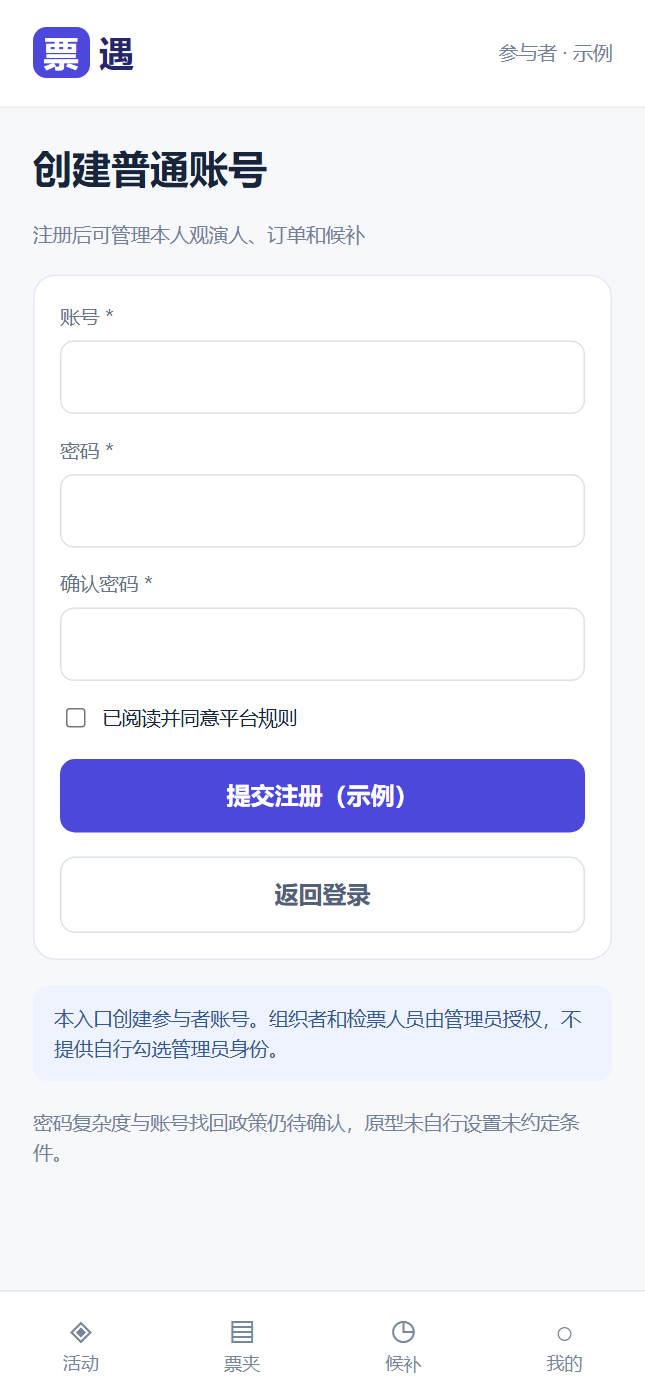 票 遇
参与者 · 示例
创建普通账号
注册后可管理本人观演人、订单和候补
账号 *
密码 *
确认密码 *
已阅读并同意平台规则
提交注册（示例）
返回登录
本入口创建参与者账号。组织者和检票人员由管理员授权，不
提供自行勾选管理员身份。
密码复杂度与账号找回政策仍待确认，原型未自行设置未约定条
件。
活动
票夹
候补
我的